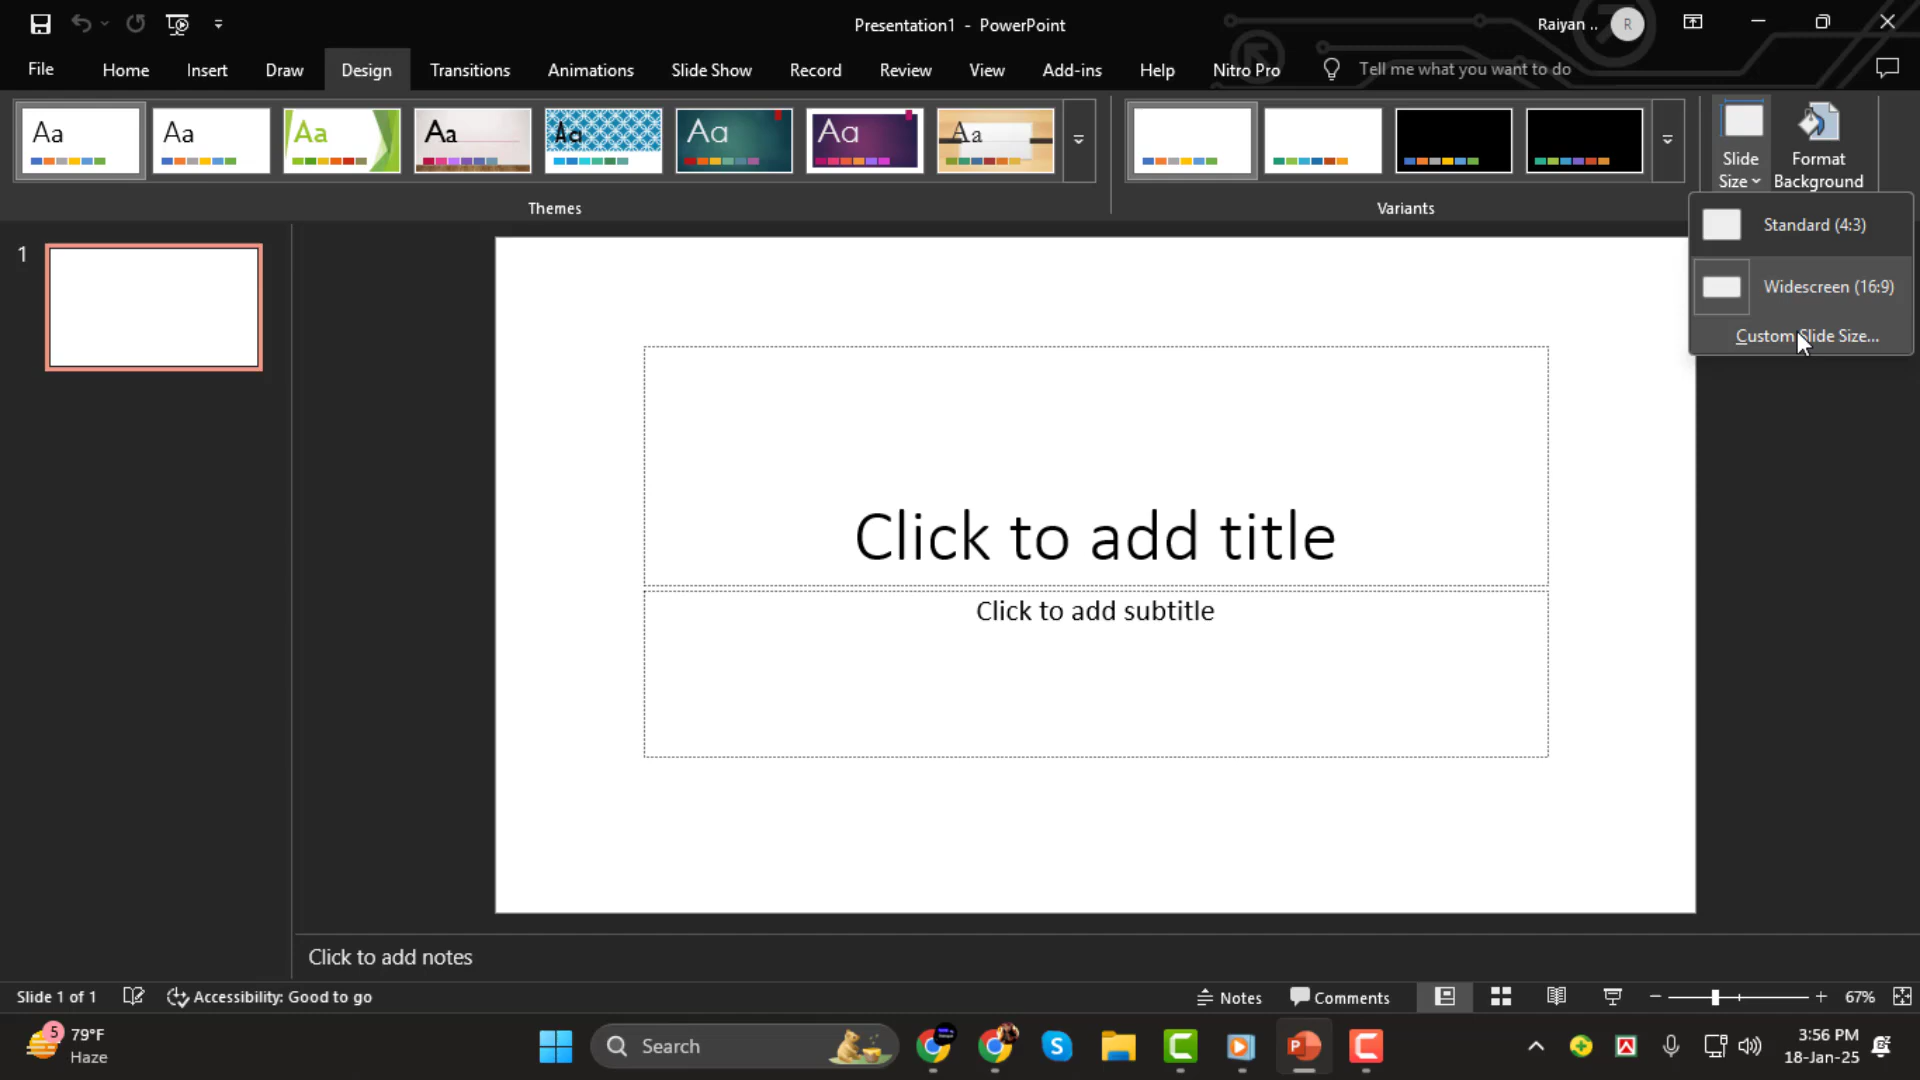 Presentation1 - PowerPoint
Raiyan ..
R
File
Home
Insert
Draw
Design
Transitions
Animations
Slide Show
Record
Review
View
Add-ins
Help
Nitro Pro
Tell me what you want to do
Aa
Aa
Aa
Aa
Aa
Aa
Aa
Aa
Slide
Size
Format
Background
Themes
Variants
Standard (4:3)
Widescreen (16:9)
Custom Slide Size...
1
Click to add title
Click to add subtitle
Click to add notes
Slide 1 of 1
Accessibility: Good to go
Notes
Comments
67%
5
79°F
Haze
Search
3:56 PM
18-Jan-25